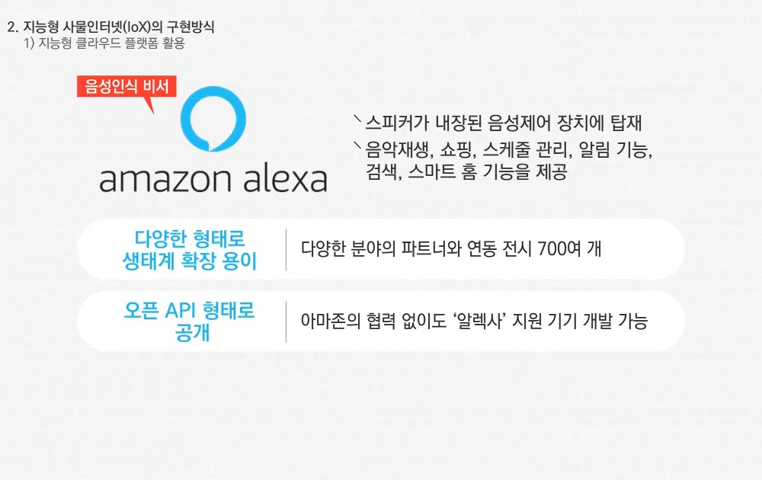 2. 지능형 사물인터넷(IoX)의 구현방식
1) 지능형 클라우드 플랫폼 활용
음성인식 비서
amazon alexa
스피커가 내장된 음성제어 장치에 탑재
음악재생, 쇼핑, 스케줄 관리, 알림 기능,
검색, 스마트 홈 기능을 제공
다양한 형태로
생태계 확장 용이
다양한 분야의 파트너와 연동 전시 700여 개
오픈 API 형태로
공개
아마존의 협력 없이도 ‘알렉사’ 지원 기기 개발 가능